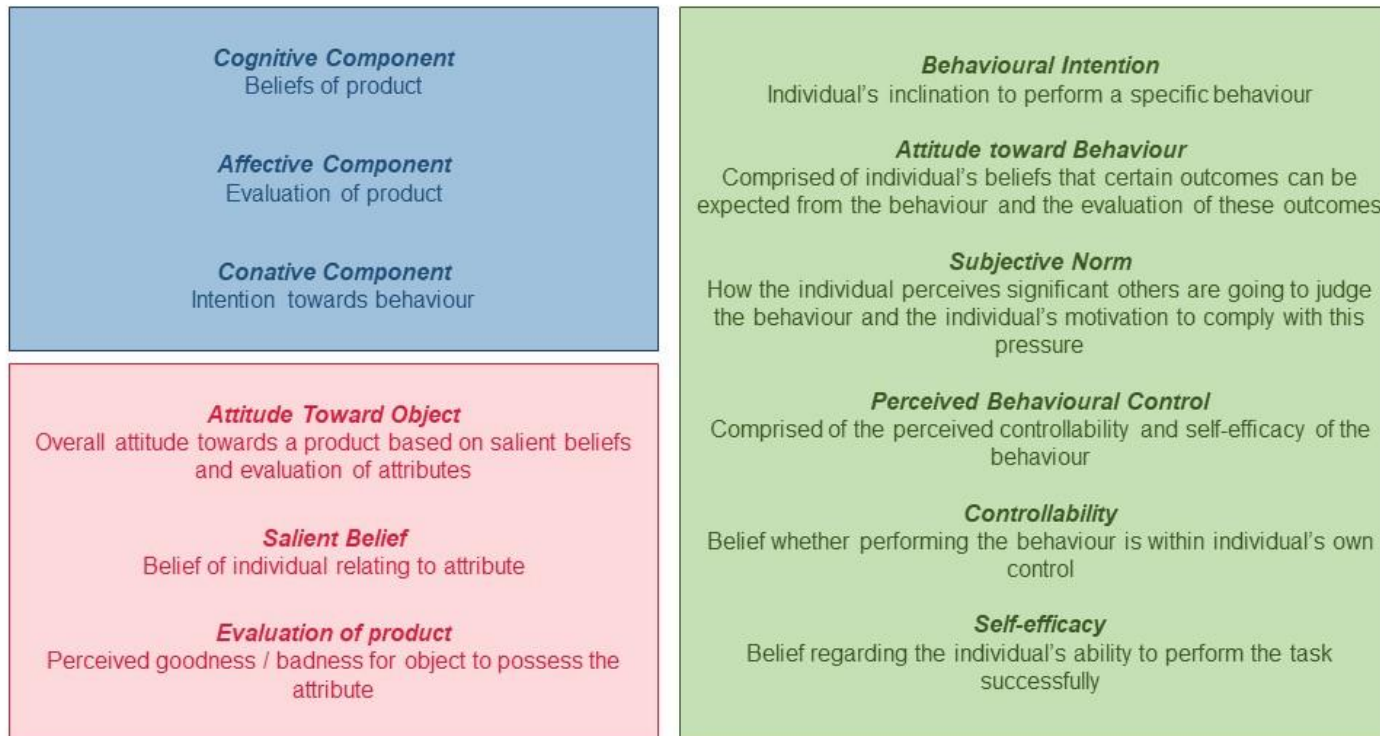 Cognitive Component
Beliefs of product
Affective Component
Evaluation of product
Conative Component
Intention towards behaviour
Attitude Toward Object
Overall attitude towards a product based on salient beliefs
and evaluation of attributes
Salient Belief
Belief of individual relating to attribute
Evaluation of product
Perceived goodness / badness for object to possess the
attribute
Behavioural Intention
Individual's inclination to perform a specific behaviour
Attitude toward Behaviour
Comprised of individual's beliefs that certain outcomes can be
expected from the behaviour and the evaluation of these outcomes
Subjective Norm
How the individual perceives significant others are going to judge
the behaviour and the individual's motivation to comply with this
pressure
Perceived Behavioural Control
Comprised of the perceived controllability and self-efficacy of the
behaviour
Controllability
Belief whether performing the behaviour is within individual's own
control
Self-efficacy
Belief regarding the individual's ability to perform the task
successfully